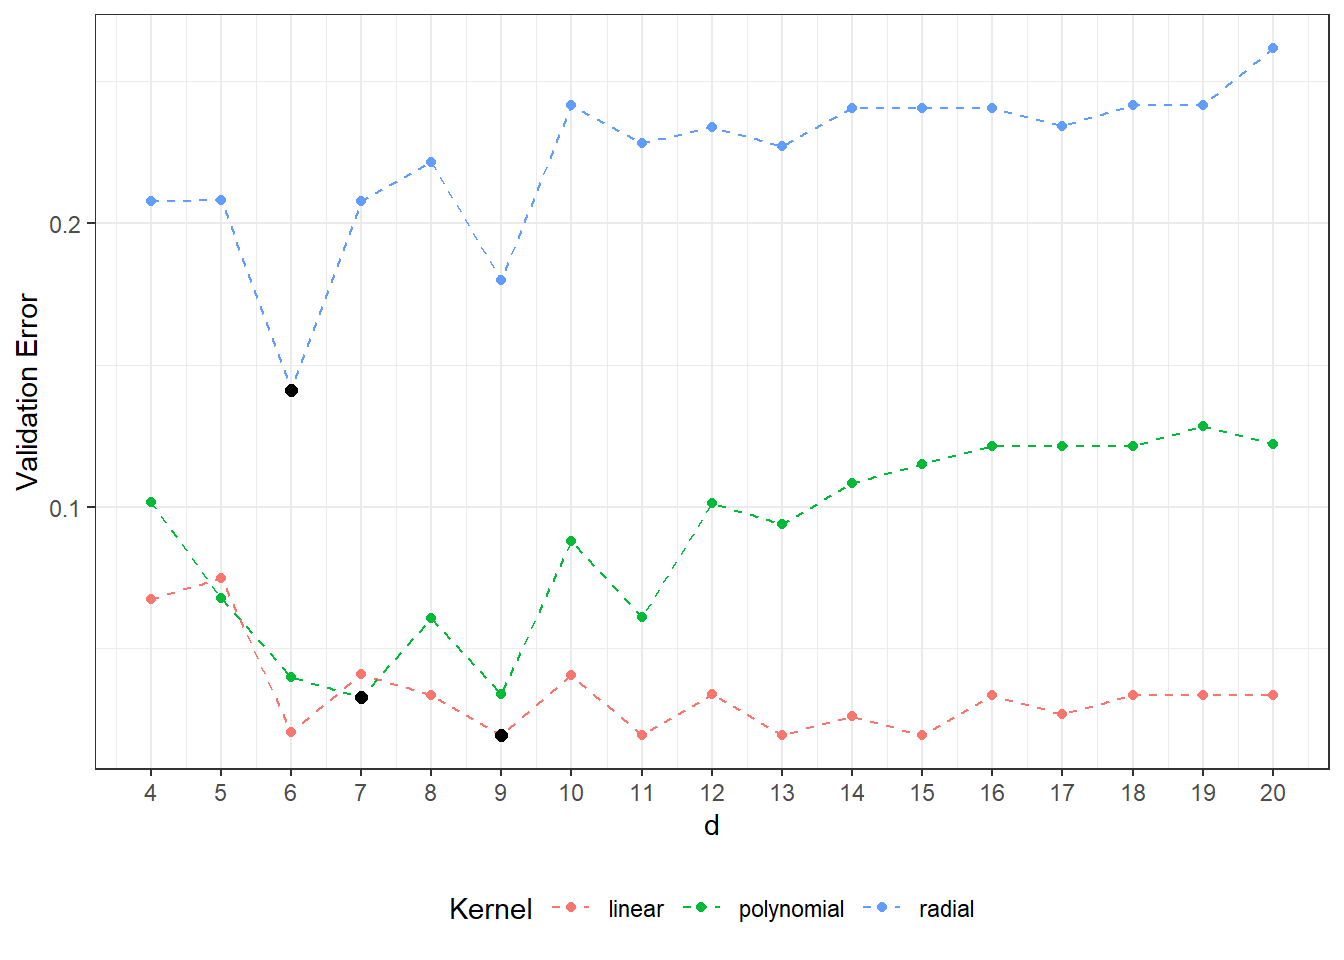 Validation Error
0.2
0.1
4 5 6 7 8 9 10 11 12 13 14 15 16 17 18 19 20
d
Kernel linear polynomial radial